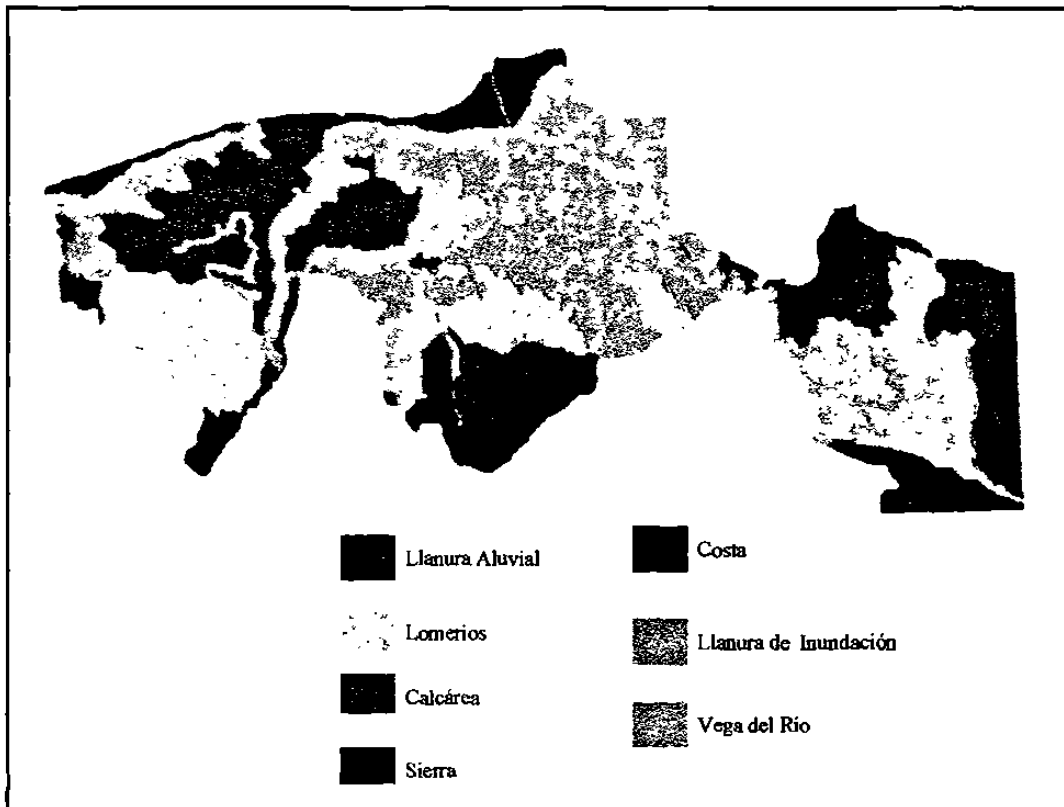 Llanura Aluvial
Lomerios
Calcárea
Sierra
Costa
Llanura de Inundación
Vega del Río